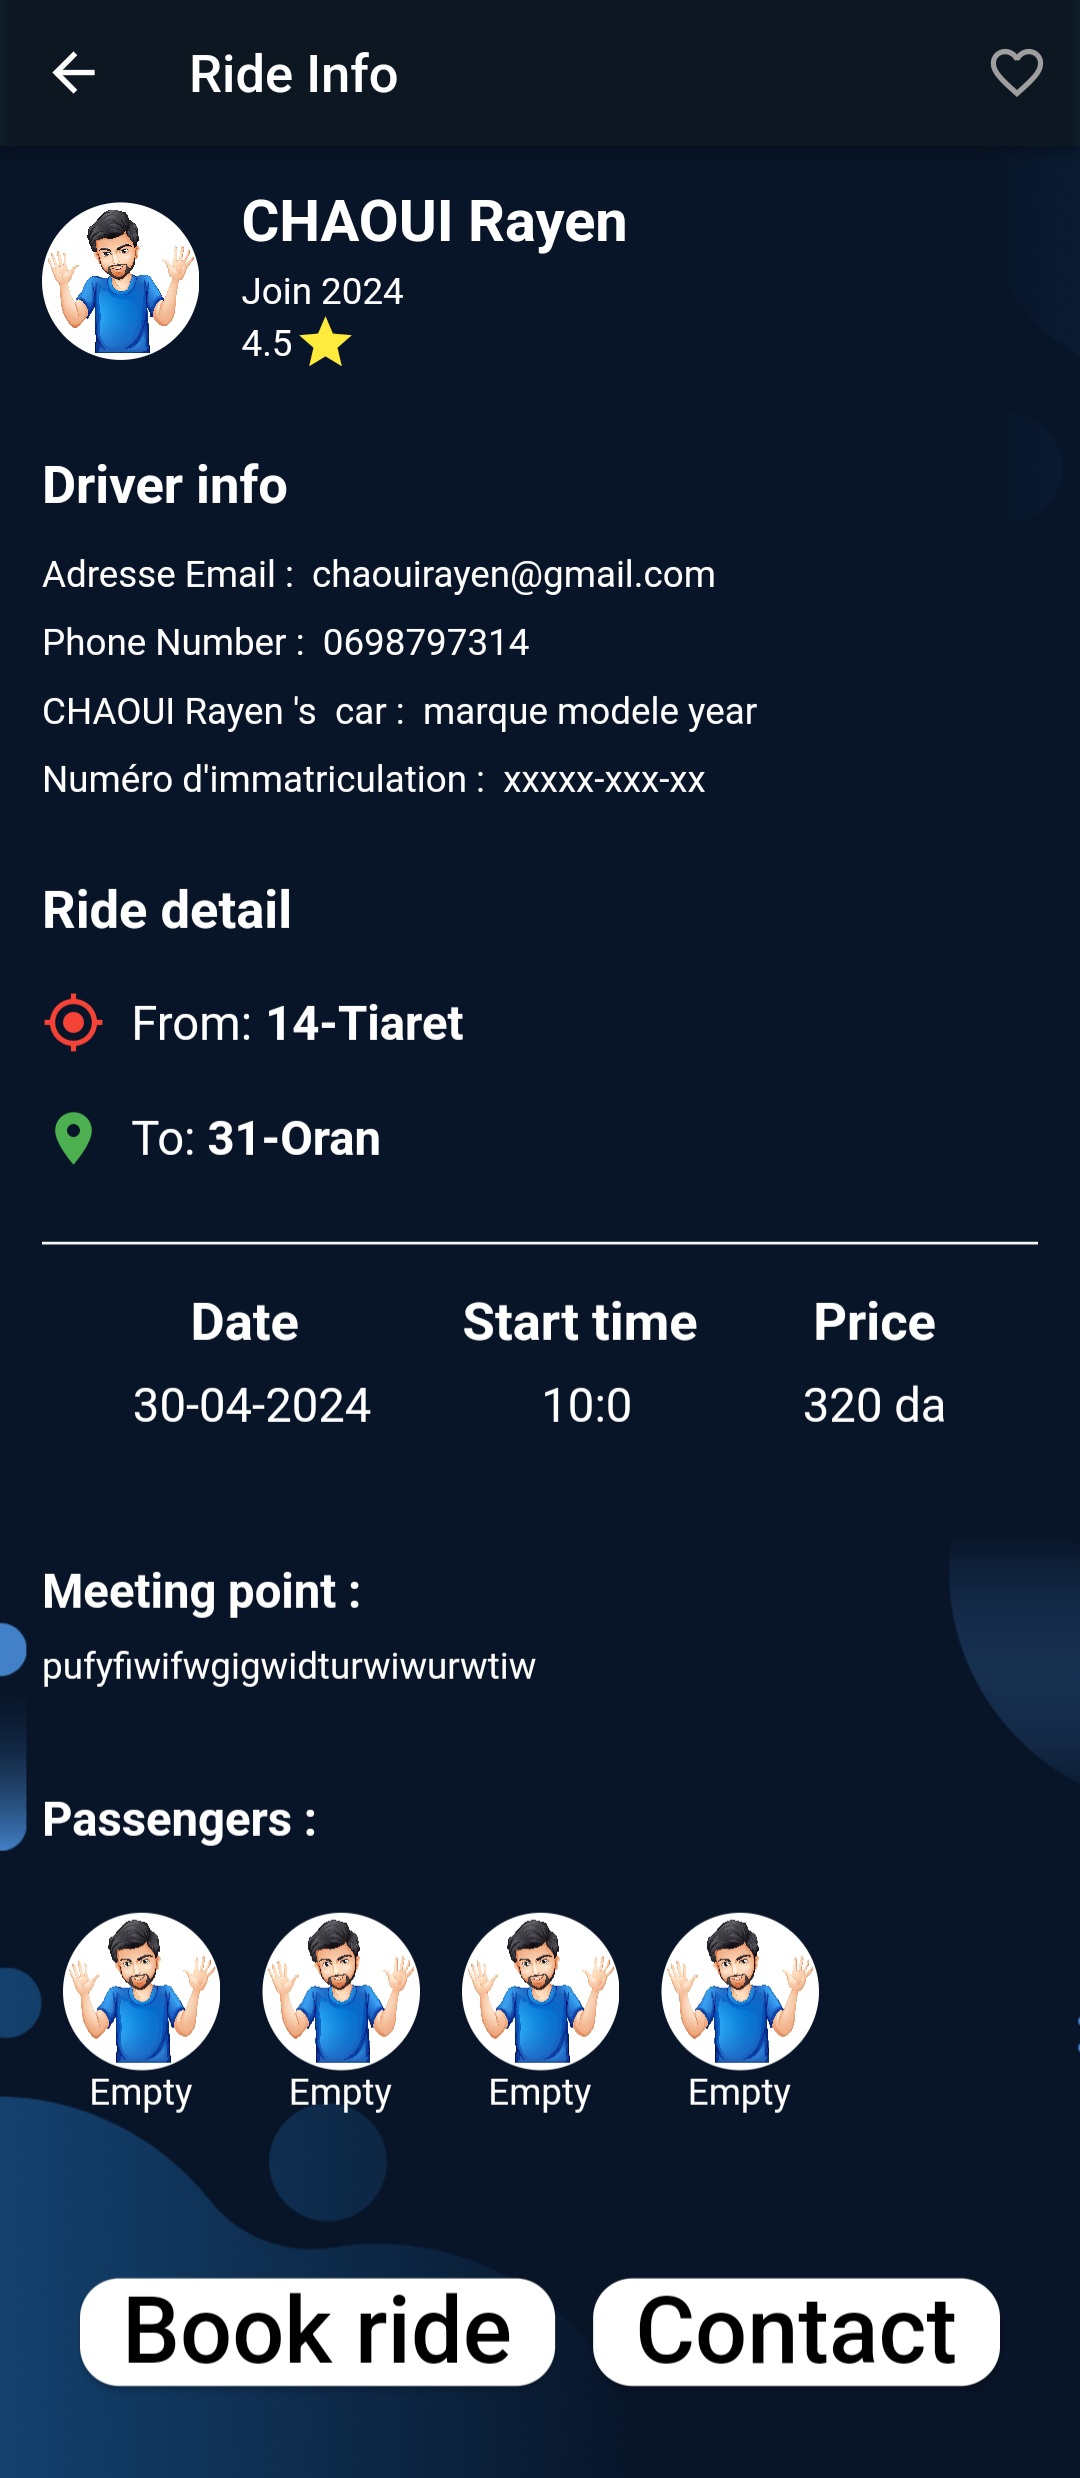 Ride Info
CHAOUI Rayen
Join 2024
4.5
Driver info
Adresse Email :  chaouirayen@gmail.com
Phone Number :  0698797314
CHAOUI Rayen 's  car :  marque modele year
Numéro d'immatriculation :  xxxxx-xxx-xx
Ride detail
From: 14-Tiaret
To: 31-Oran
Date Start time Price
30-04-2024 10:0 320 da
Meeting point :
pufyfiwifwgigwidturwiwurwtiw
Passengers :
Empty Empty Empty Empty
Book ride Contact